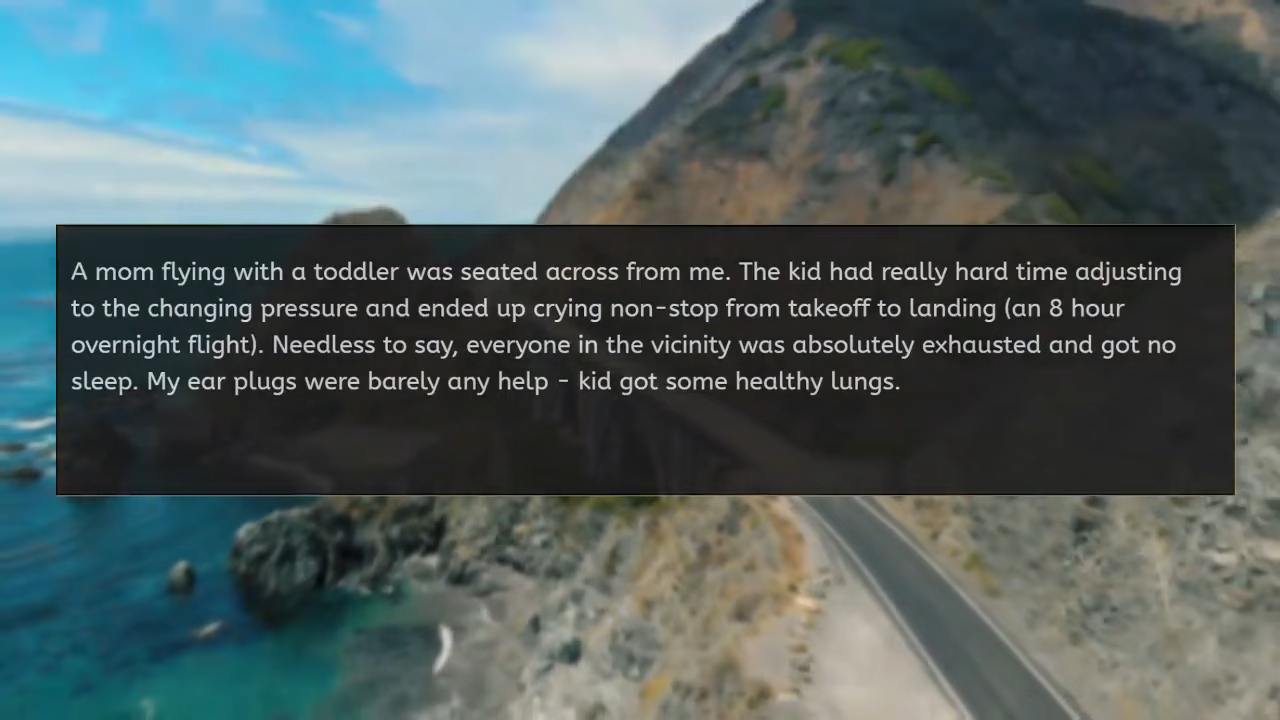 A mom flying with a toddler was seated across from me. The kid had really hard time adjusting
to the changing pressure and ended up crying non-stop from takeoff to landing (an 8 hour
overnight flight). Needless to say, everyone in the vicinity was absolutely exhausted and got no
sleep. My ear plugs were barely any help - kid got some healthy lungs.